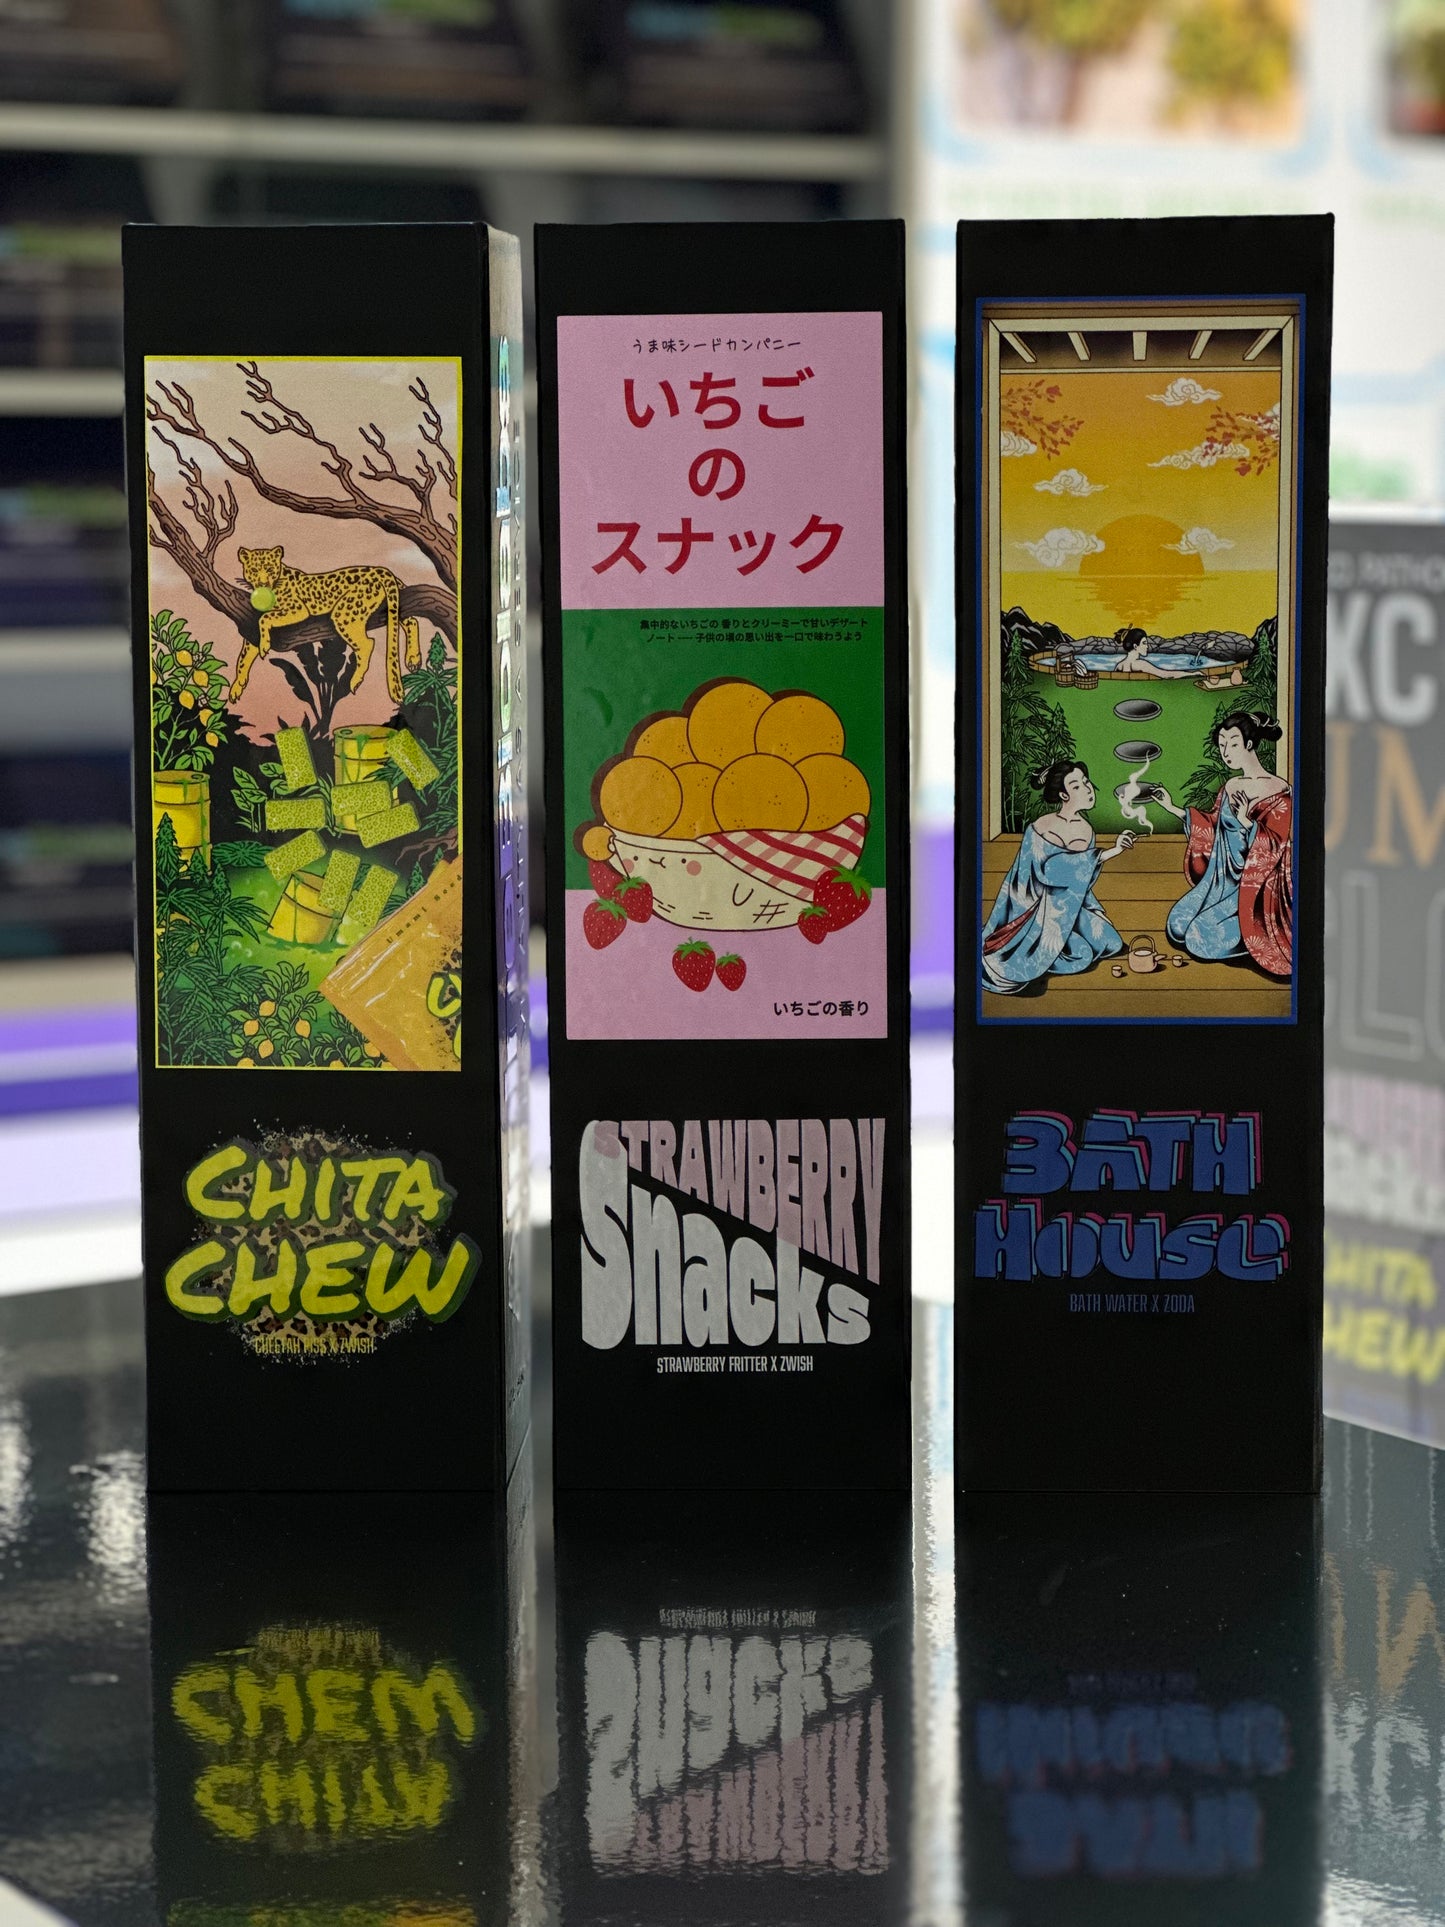 CHITA
CHEW
CHEETAH PISS X ZWISH
うま味シードカンパニー
いちご
の
スナック
集中的ないちごの 香りとクリーミーで甘いデザート
ノート ---- 子供の頃の思い出を一口で味わうよう
いちごの香り
STRAWBERRY
Snacks
STRAWBERRY FRITTER X ZWISH
BATH
HOUSE
BATH WATER X ZODA
CHITA
HEW